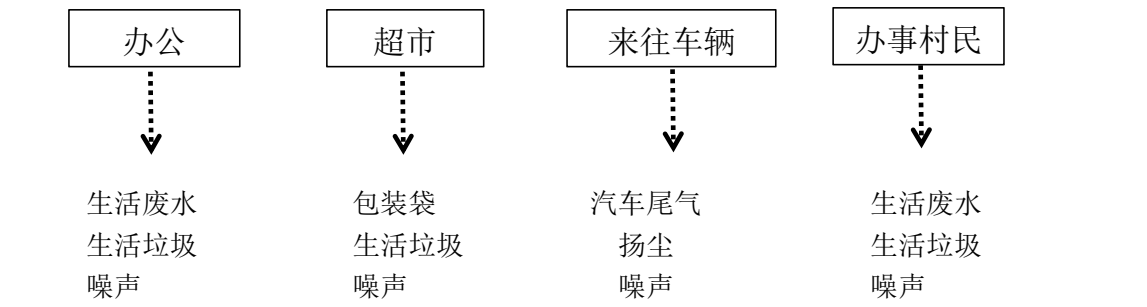 办公
超市
来往车辆
办事村民
生活废水
生活垃圾
噪声
包装袋
生活垃圾
噪声
汽车尾气
扬尘
噪声
生活废水
生活垃圾
噪声